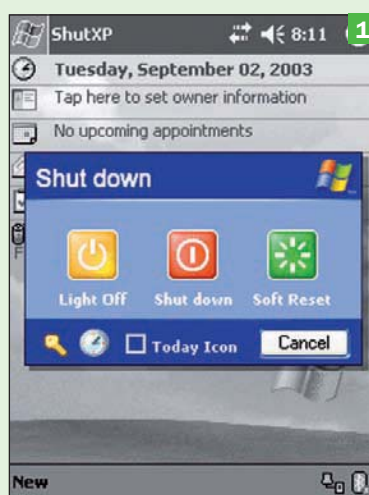 ShutXP 8:11 1
Tuesday, September 02, 2003
Tap here to set owner information
No upcoming appointments
Shut down
Light Off Shut down Soft Reset
Today Icon Cancel
F
New